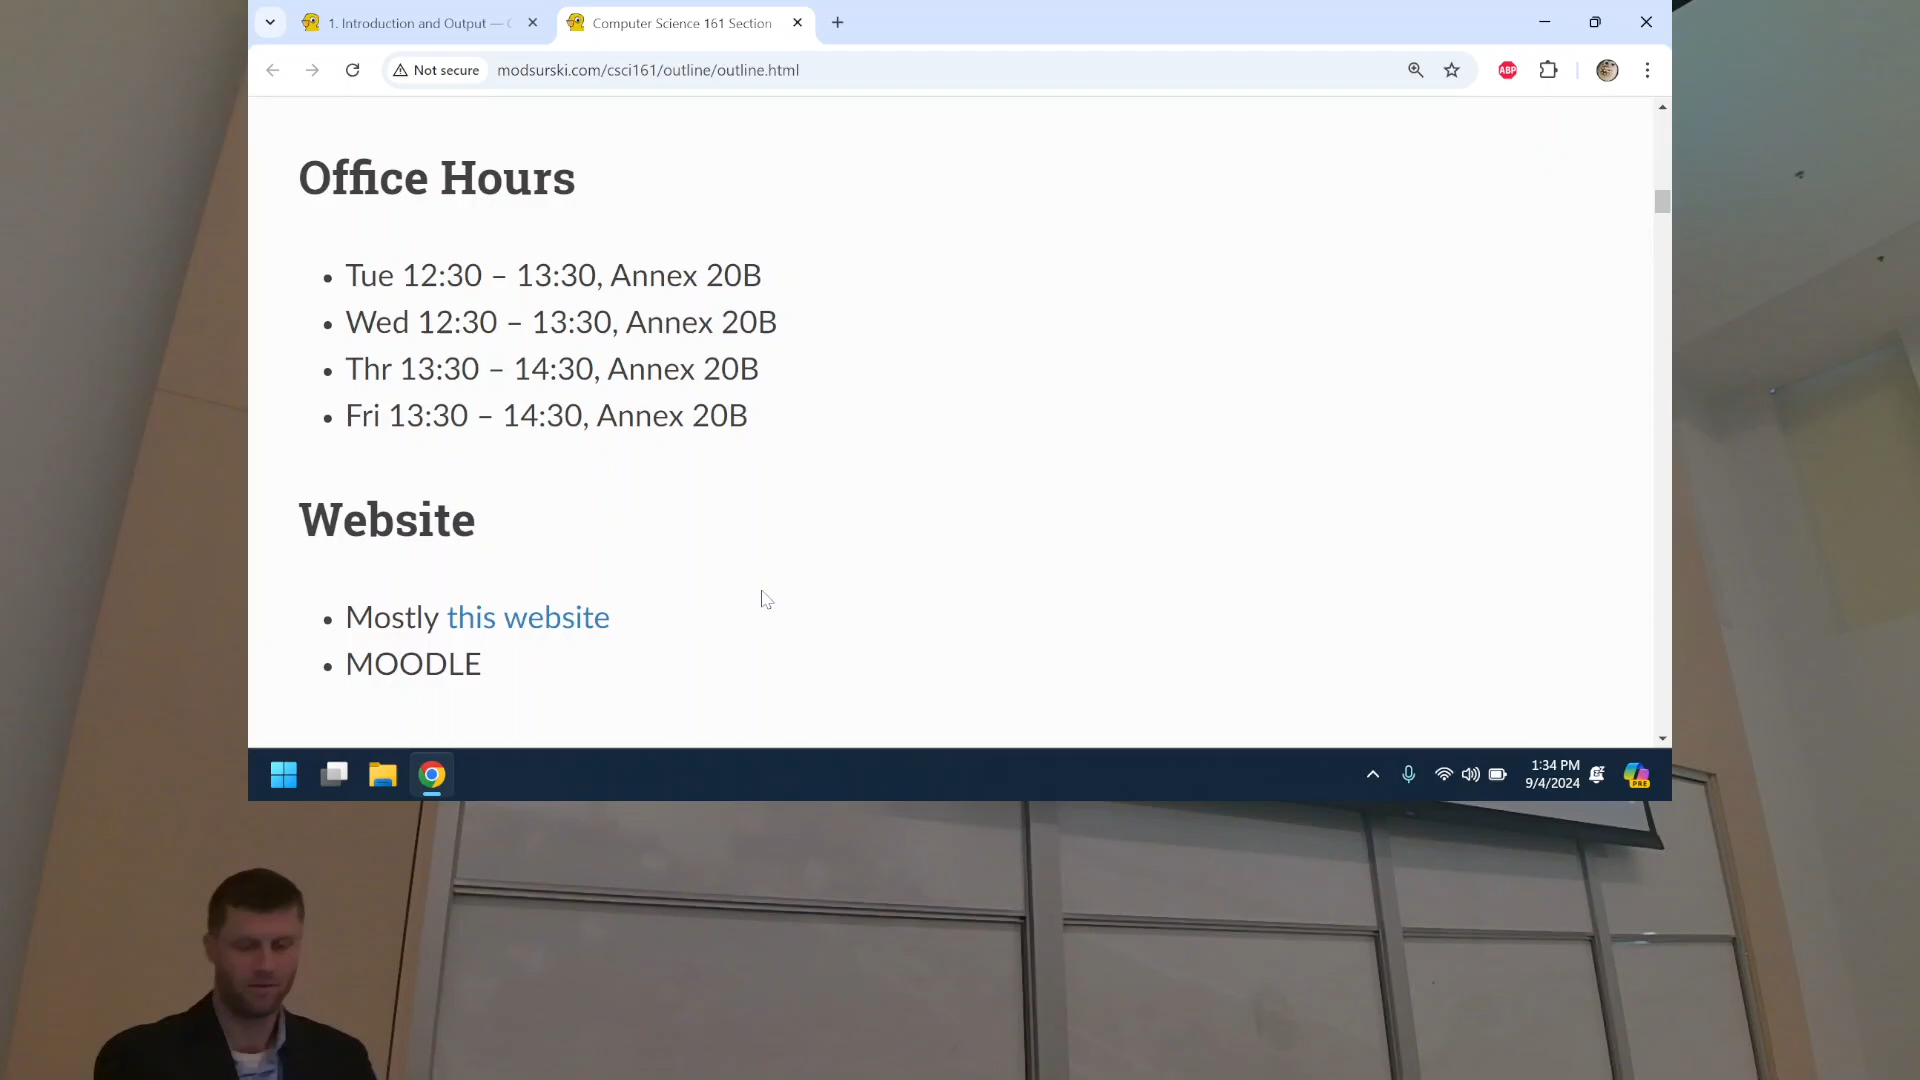 1. Introduction and Output — C
Computer Science 161 Section
Not secure
modsurski.com/csci161/outline/outline.html
ABP
Office Hours
• Tue 12:30 – 13:30, Annex 20B
• Wed 12:30 – 13:30, Annex 20B
• Thr 13:30 – 14:30, Annex 20B
• Fri 13:30 – 14:30, Annex 20B
Website
• Mostly this website
• MOODLE
1:34 PM
9/4/2024
PRE